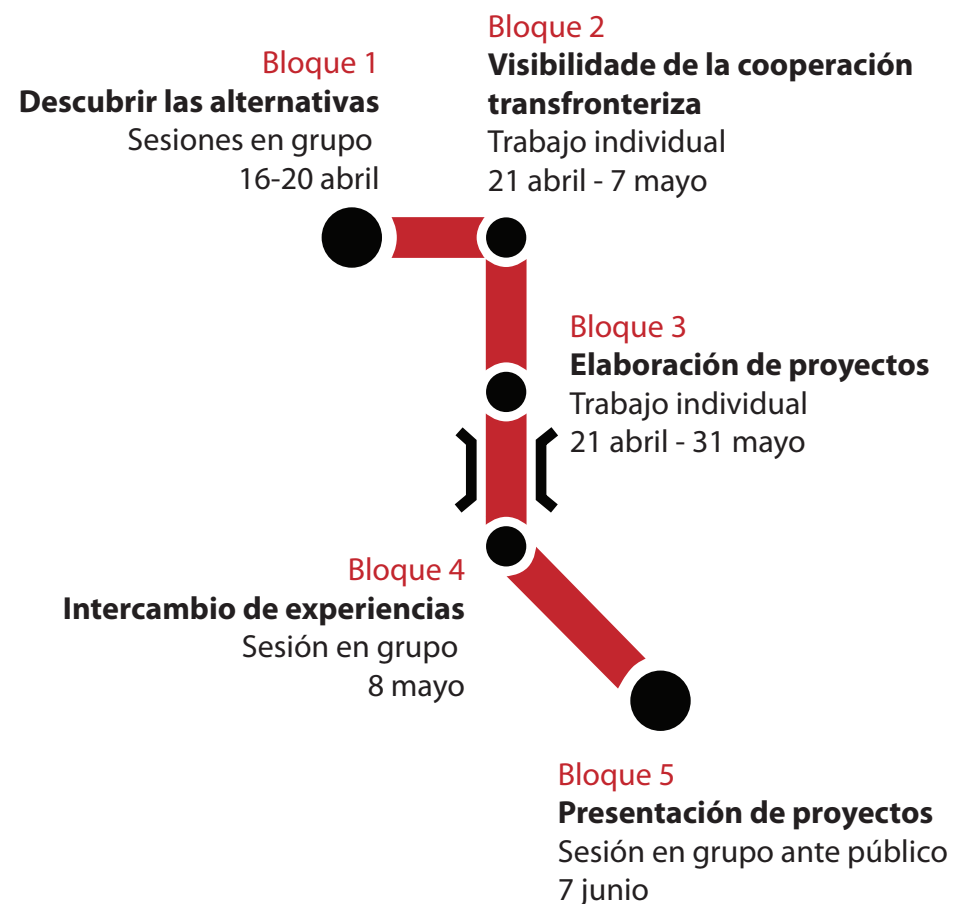 Bloque 1
Descubrir las alternativas
Sesiones en grupo
16-20 abril
Bloque 2
Visibilidade de la cooperación
transfronteriza
Trabajo individual
21 abril - 7 mayo
Bloque 3
Elaboración de proyectos
Trabajo individual
21 abril - 31 mayo
Bloque 4
Intercambio de experiencias
Sesión en grupo
8 mayo
Bloque 5
Presentación de proyectos
Sesión en grupo ante público
7 junio